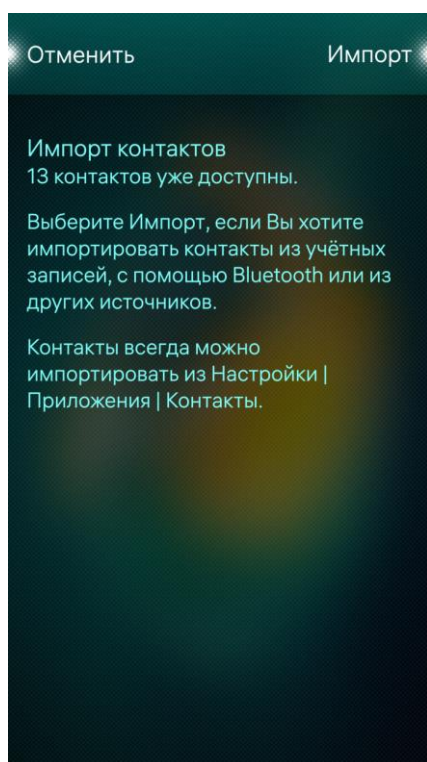 Отменить
Импорт
Импорт контактов
13 контактов уже доступны.
Выберите Импорт, если Вы хотите
импортировать контакты из учётных
записей, с помощью Bluetooth или из
других источников.
Контакты всегда можно
импортировать из Настройки |
Приложения | Контакты.